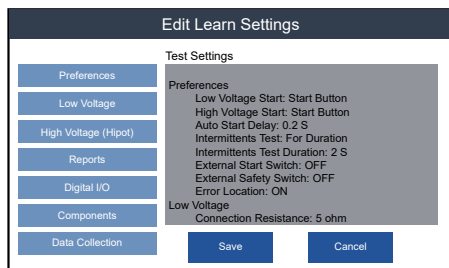 Edit Learn Settings
Test Settings
Preferences
Low Voltage
High Voltage (Hipot)
Reports
Digital I/O
Components
Data Collection
Preferences
Low Voltage Start: Start Button
High Voltage Start: Start Button
Auto Start Delay: 0.2 S
Intermittents Test: For Duration
Intermittents Test Duration: 2 S
External Start Switch: OFF
External Safety Switch: OFF
Error Location: ON
Low Voltage
Connection Resistance: 5 ohm
Save
Cancel